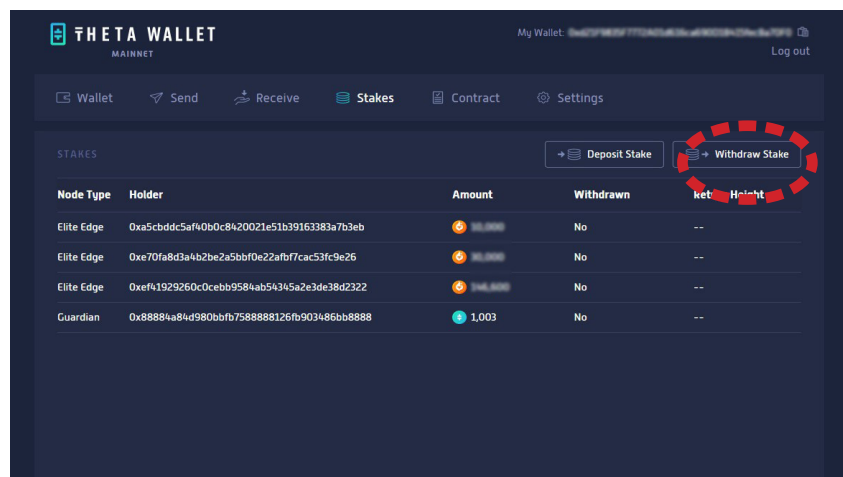 THETA WALLET
MAINNET
My Wallet:
Log out
Wallet Send Receive Stakes Contract Settings
STAKES
Deposit Stake Withdraw Stake
Node Type Holder Amount Withdrawn Height
Elite Edge 0xa5cbddc5af40b0c8420021e51b39163383a7b3eb No --
Elite Edge 0xe70fa8d3a4b2be2a5bbf0e22afbf7cac53fc9e26 No --
Elite Edge 0xef41929260c0cebb9584ab54345a2e3de38d2322 No --
Guardian 0x88884a84d980bbfb7588888126fb903486bb8888 1,003 No --